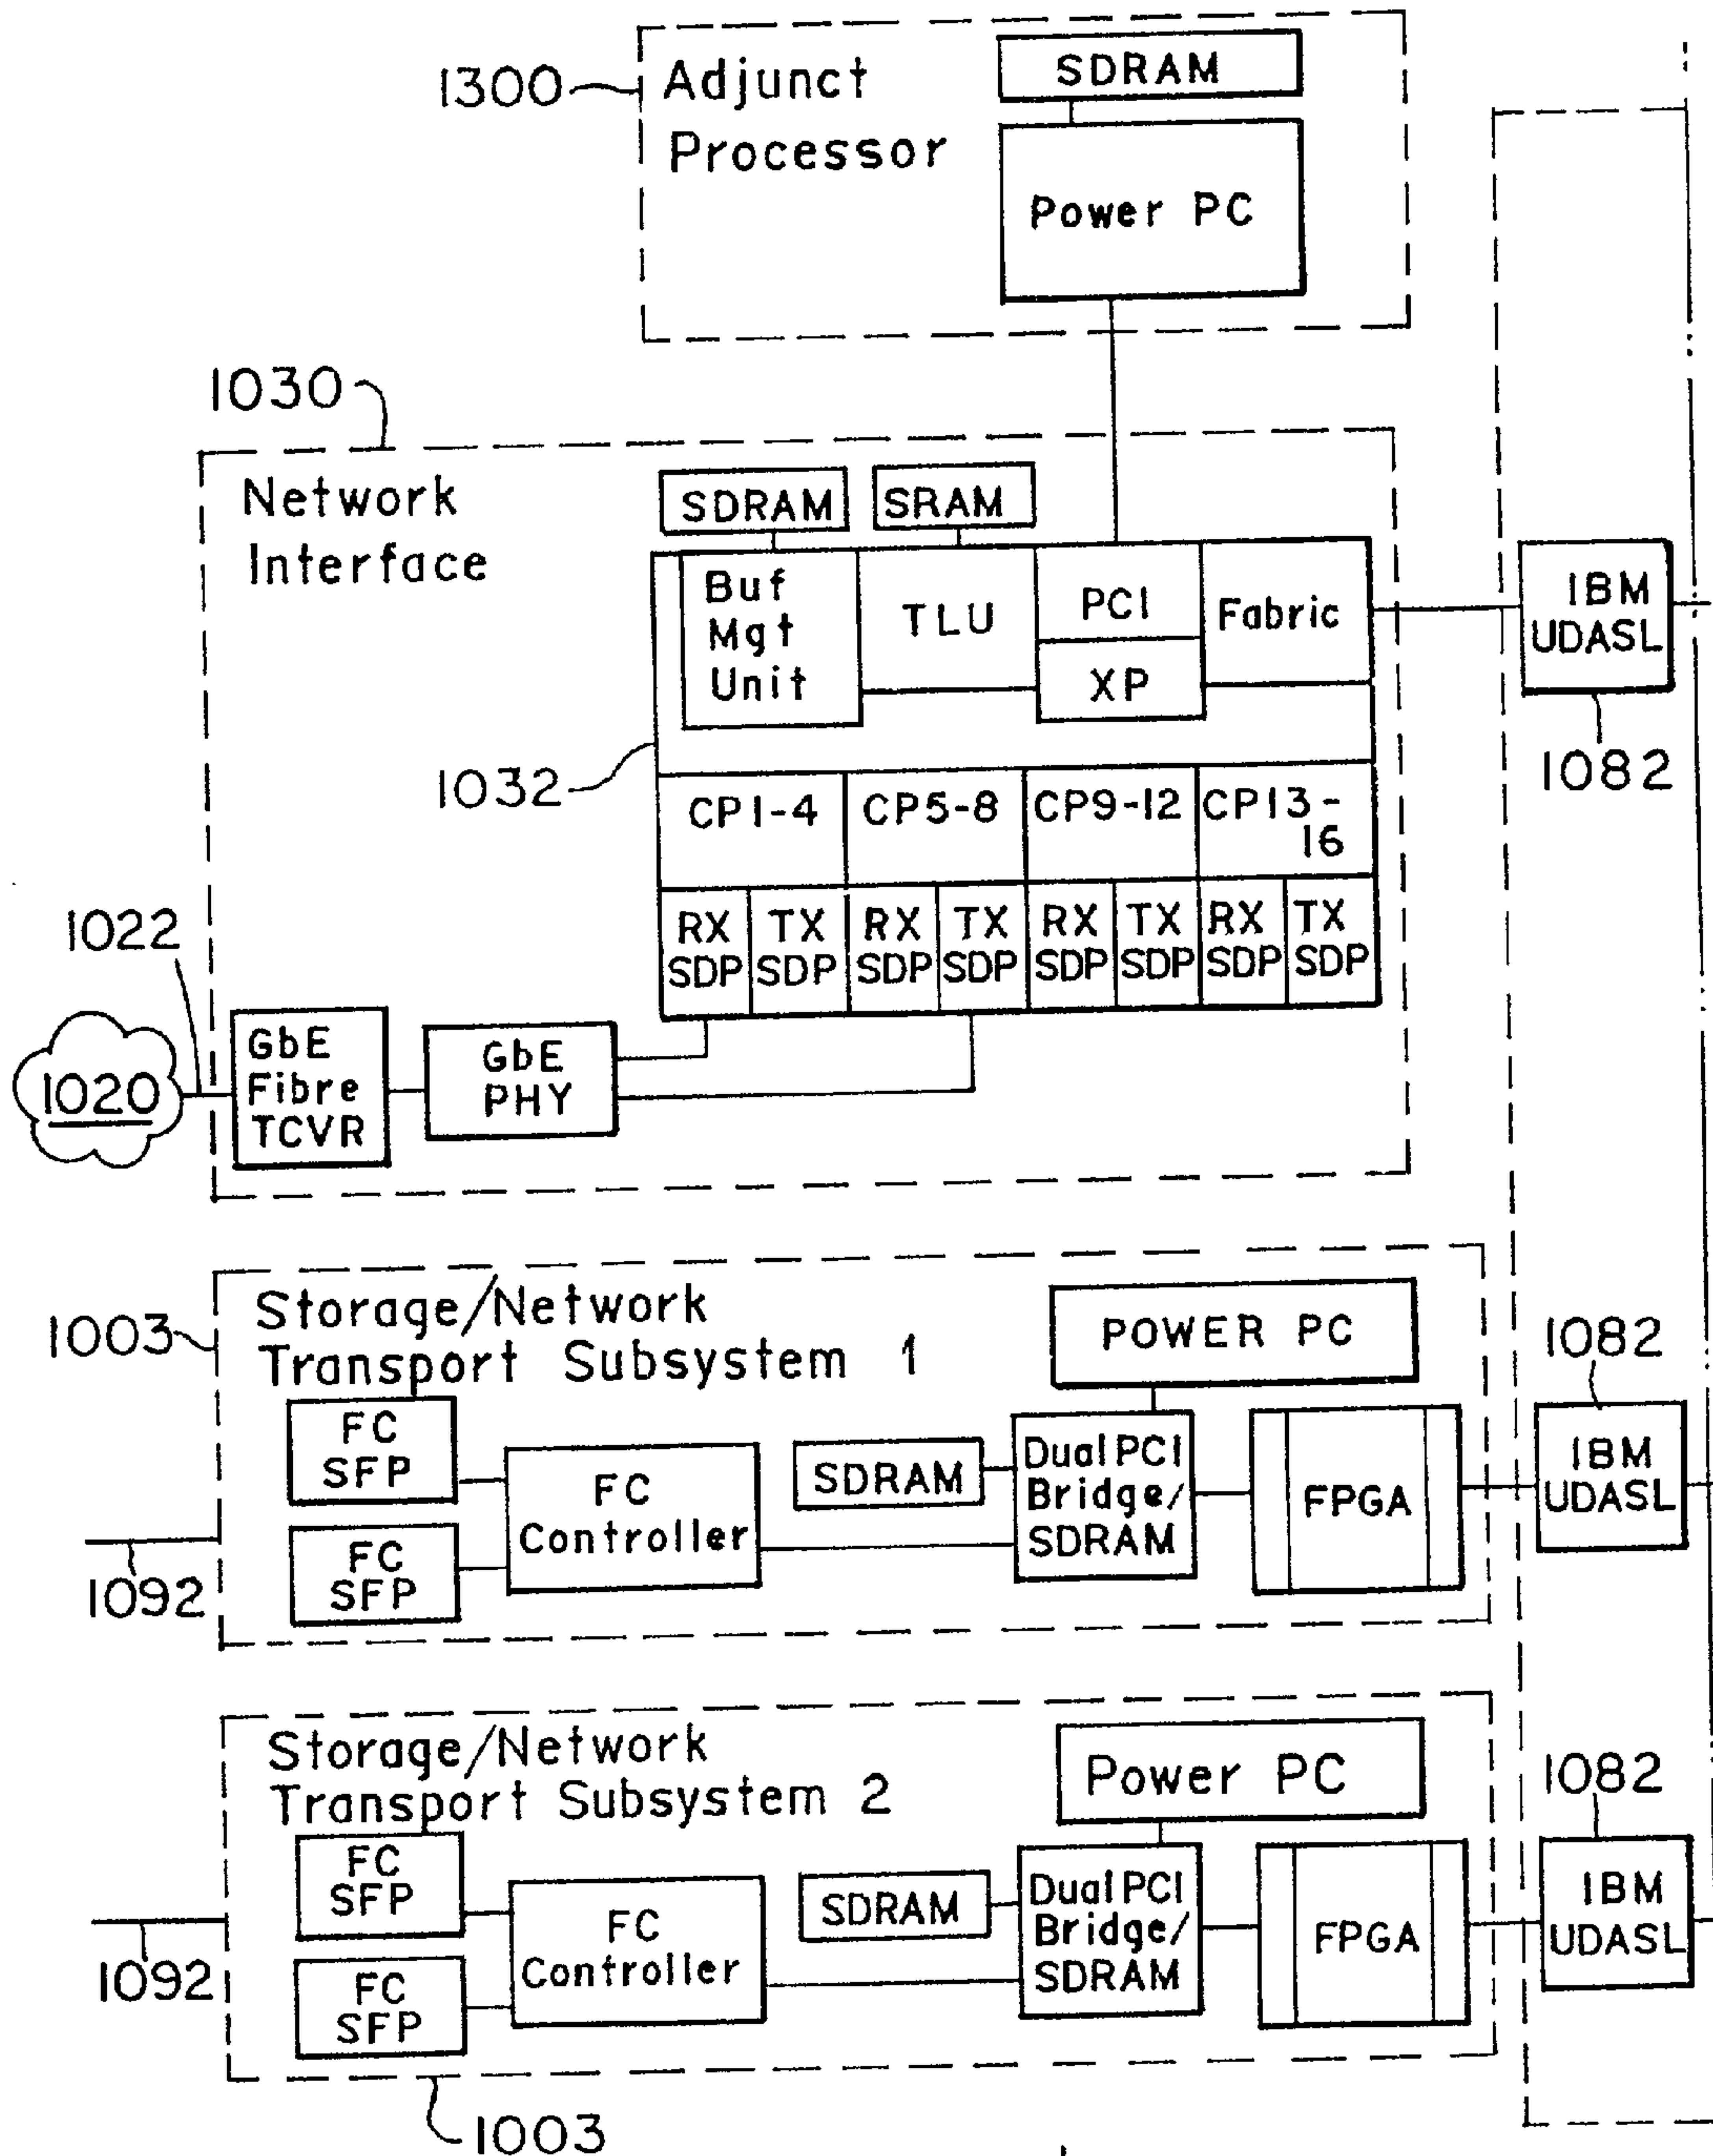 1300
Adjunct
Processor
SDRAM
Power PC
1030
Network
Interface
SDRAM
SRAM
Buf
Mgt
Unit
TLU
PCI
XP
Fabric
IBM
UDASL
1082
1032
CP1-4
CP5-8
CP9-12
CP13-
16
RX
SDP
TX
SDP
RX
SDP
TX
SDP
RX
SDP
TX
SDP
RX
SDP
TX
SDP
1022
1020
GbE
Fibre
TCVR
GbE
PHY
1003
Storage/Network
Transport Subsystem 1
POWER PC
1082
FC
SFP
FC
Controller
SDRAM
Dual PCI
Bridge/
SDRAM
FPGA
IBM
UDASL
FC
SFP
1092
Storage/Network
Transport Subsystem 2
Power PC
1082
FC
SFP
FC
Controller
SDRAM
Dual PCI
Bridge/
SDRAM
FPGA
IBM
UDASL
FC
SFP
1092
1003